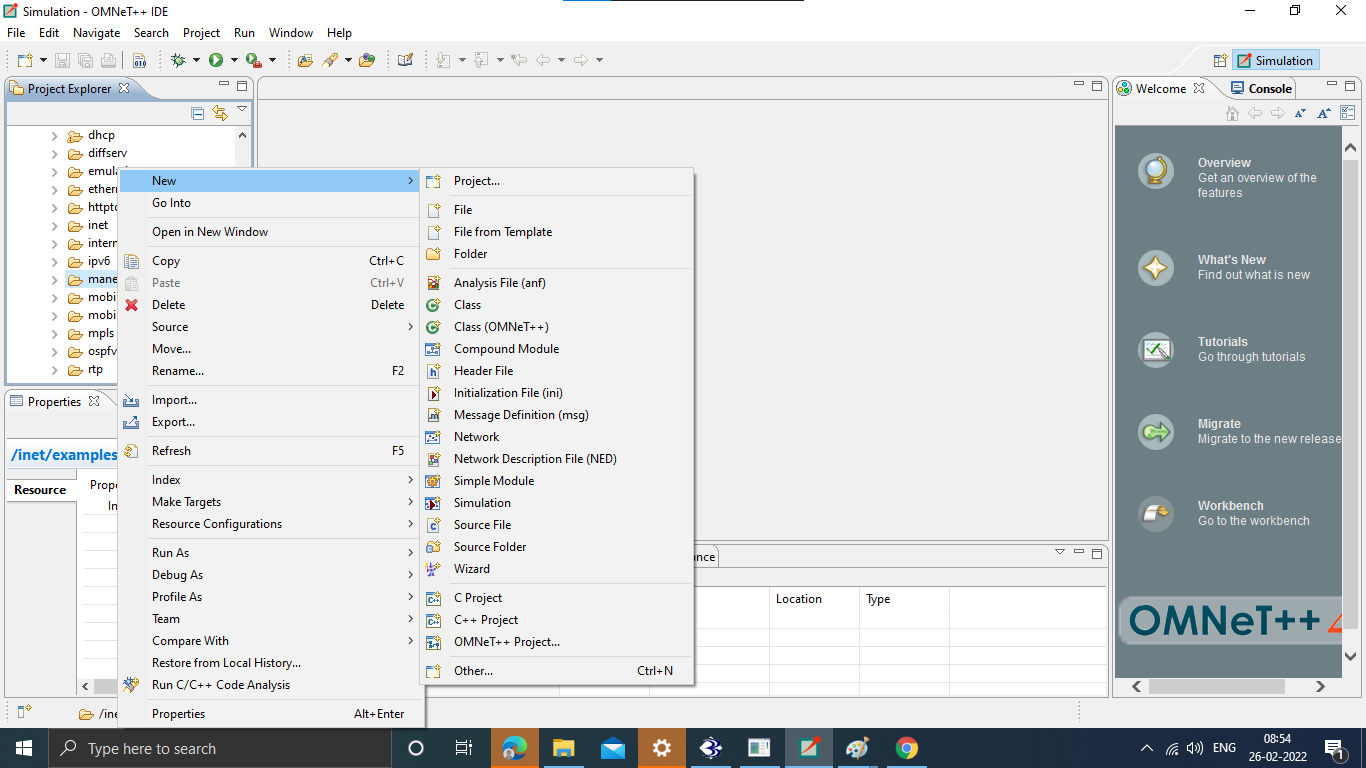 Simulation - OMNeT++ IDE
File Edit Navigate Search Project Run Window Help
Simulation
Project Explorer
dhcp
diffserv
inet
ipv6
mpls
rtp
New
Go Into
Open in New Window
Copy Ctrl+C
Paste Ctrl+V
Delete Delete
Source
Move...
Rename... F2
Import...
Export...
Refresh F5
Index
Make Targets
Resource Configurations
Run As
Debug As
Profile As
Team
Compare With
Restore from Local History...
Run C/C++ Code Analysis
Properties Alt+Enter
Project...
File
File from Template
Folder
Analysis File (anf)
Class
Class (OMNeT++)
Compound Module
Header File
Initialization File (ini)
Message Definition (msg)
Network
Network Description File (NED)
Simple Module
Simulation
Source File
Source Folder
Wizard
C Project
C++ Project
OMNeT++ Project...
Other... Ctrl+N
Properties
/inet/examples
Resource
Location Type
Welcome Console
Overview
Get an overview of the
features
What's New
Find out what is new
Tutorials
Go through tutorials
Migrate
Migrate to the new release
Workbench
Go to the workbench
OMNeT++
Type here to search
ENG
08:54
26-02-2022
1